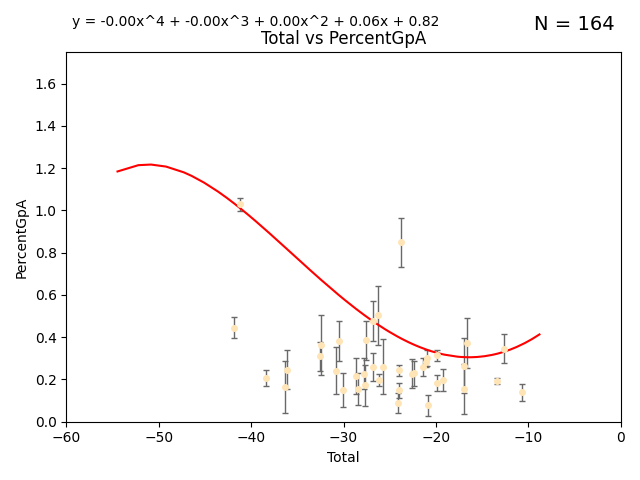 y = -0.00x^4 + -0.00x^3 + 0.00x^2 + 0.06x + 0.82
N = 164
Total vs PercentGpA
PercentGpA
1.6
1.4
1.2
1.0
0.8
0.6
0.4
0.2
0.0
−60 −50 −40 −30 −20 −10 0
Total